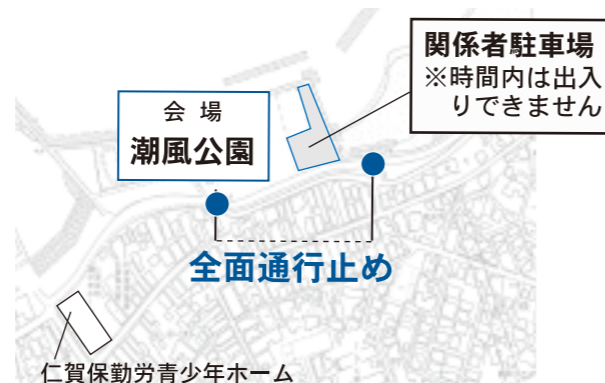 関係者駐車場
※時間内は出入
りできません
会 場
潮風公園
全面通行止め
仁賀保勤労青少年ホーム